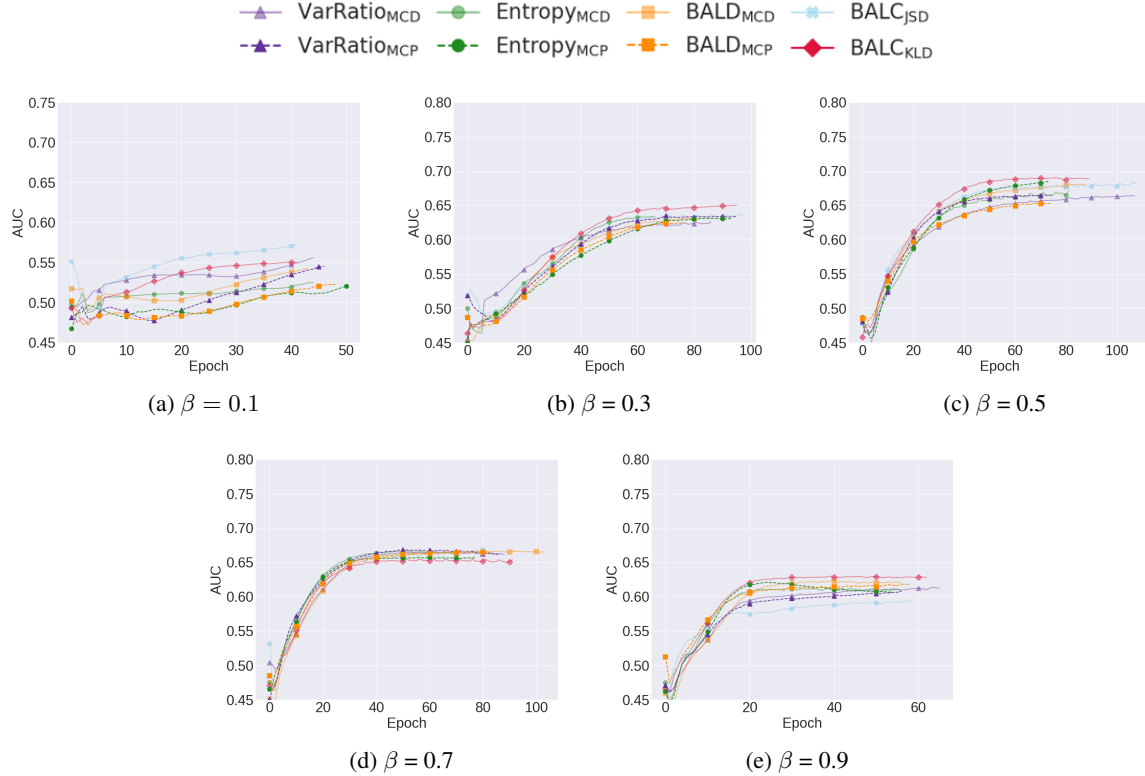 VarRatioMCD Entropy MCD BALDMCD BALCJSD
VarRatioMCP EntropyMCP BALDMCP BALCKLD
0.75
0.70
0.65
0.60
0.55
0.50
0.45
AUC
0 10 20 30 40 50
Epoch
(a) β = 0.1
0.80
0.75
0.70
0.65
0.60
0.55
0.50
0.45
AUC
0 20 40 60 80 100
Epoch
(b) β = 0.3
0.80
0.75
0.70
0.65
0.60
0.55
0.50
0.45
AUC
0 20 40 60 80 100
Epoch
(c) β = 0.5
0.80
0.75
0.70
0.65
0.60
0.55
0.50
0.45
AUC
0 20 40 60 80 100
Epoch
(d) β = 0.7
0.80
0.75
0.70
0.65
0.60
0.55
0.50
0.45
AUC
0 20 40 60
Epoch
(e) β = 0.9